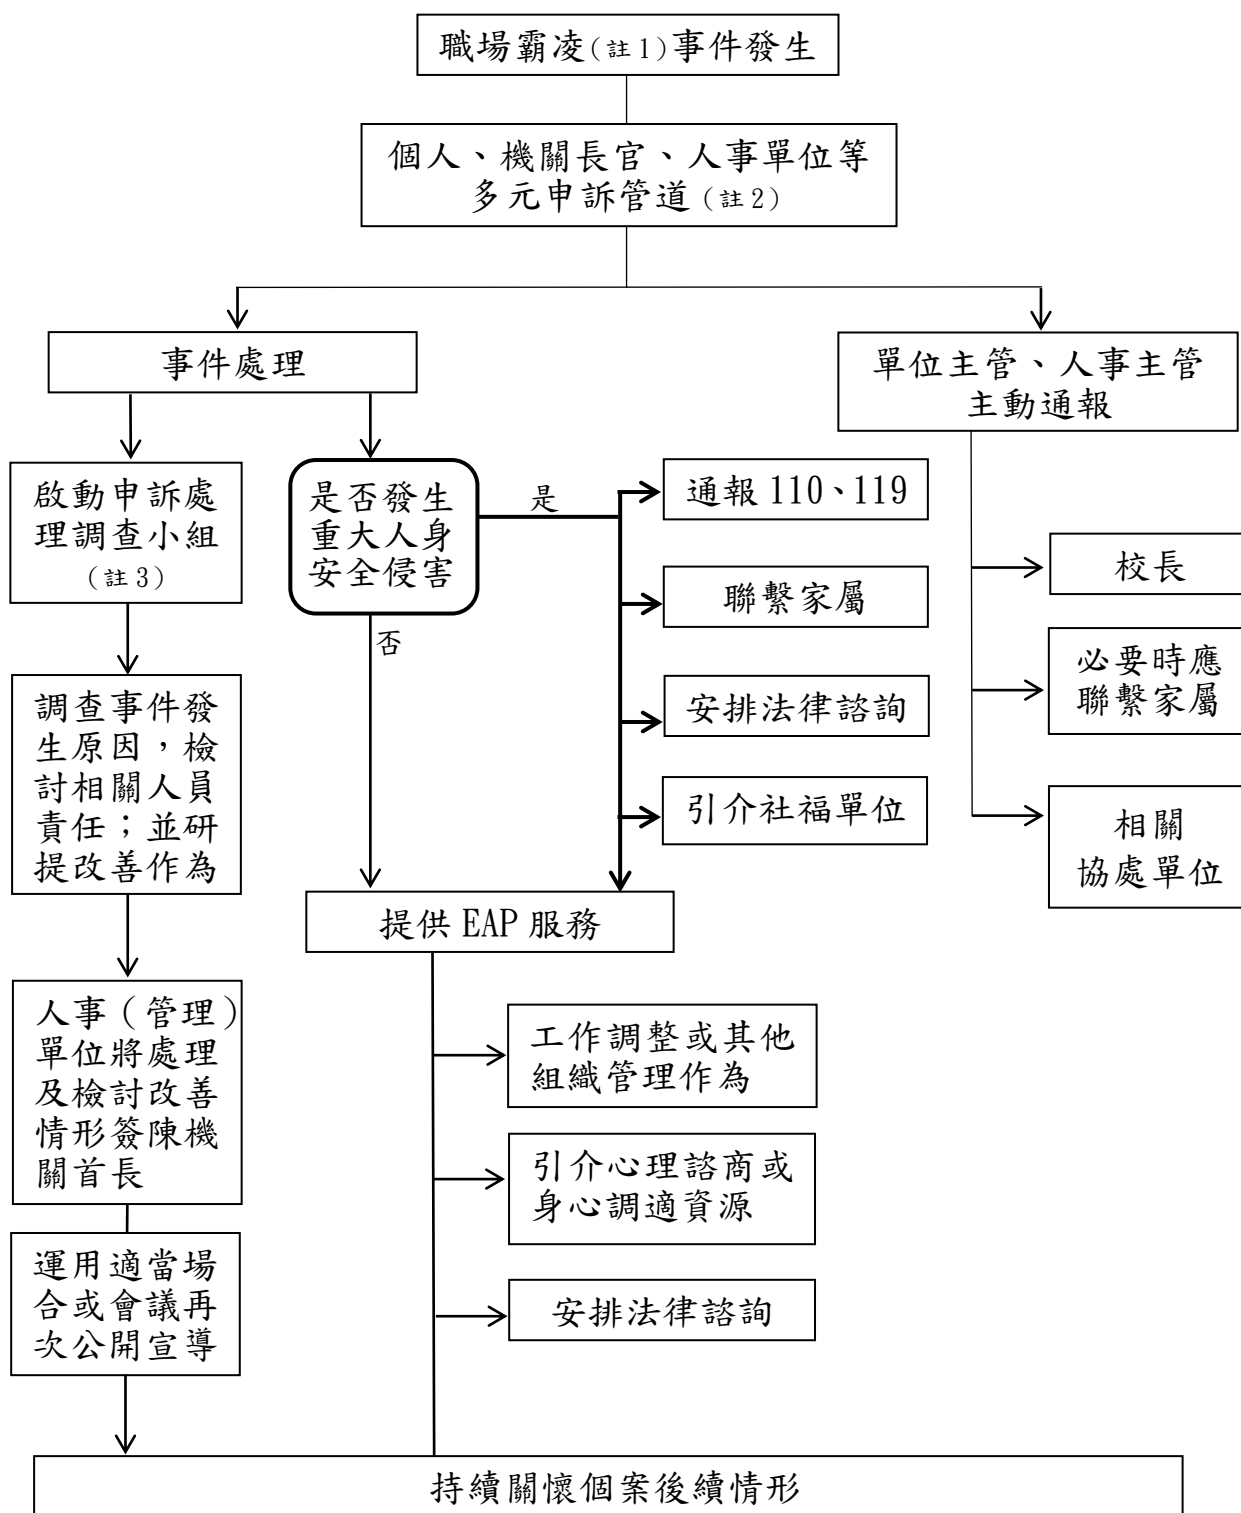 職場霸凌(註1)事件發生
個人、機關長官、人事單位等
多元申訴管道(註2)
事件處理
單位主管、人事主管
主動通報
啟動申訴處
理調查小組
(註3)
是否發生
重大人身
安全侵害
是
否
通報 110、119
聯繫家屬
安排法律諮詢
引介社福單位
校長
必要時應
聯繫家屬
相關
協處單位
調查事件發
生原因，檢
討相關人員
責任；並研
提改善作為
提供 EAP 服務
人事（管理）
單位將處理
及檢討改善
情形簽陳機
關首長
工作調整或其他
組織管理作為
引介心理諮商或
身心調適資源
安排法律諮詢
運用適當場
合或會議再
次公開宣導
持續關懷個案後續情形